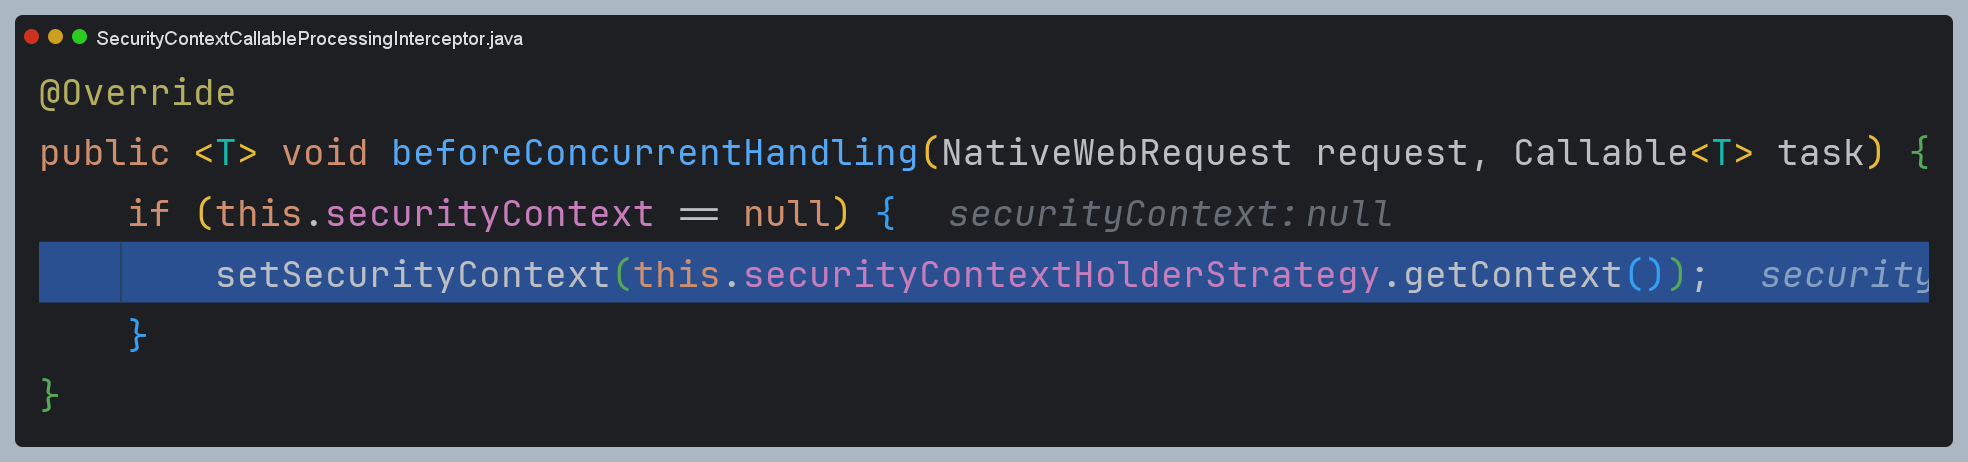 SecurityContextCallableProcessingInterceptor.java
@Override
public <T> void beforeConcurrentHandling(NativeWebRequest request, Callable<T> task) {
if (this.securityContext == null) { securityContext: null
setSecurityContext(this.securityContextHolderStrategy.getContext()); security
}
}